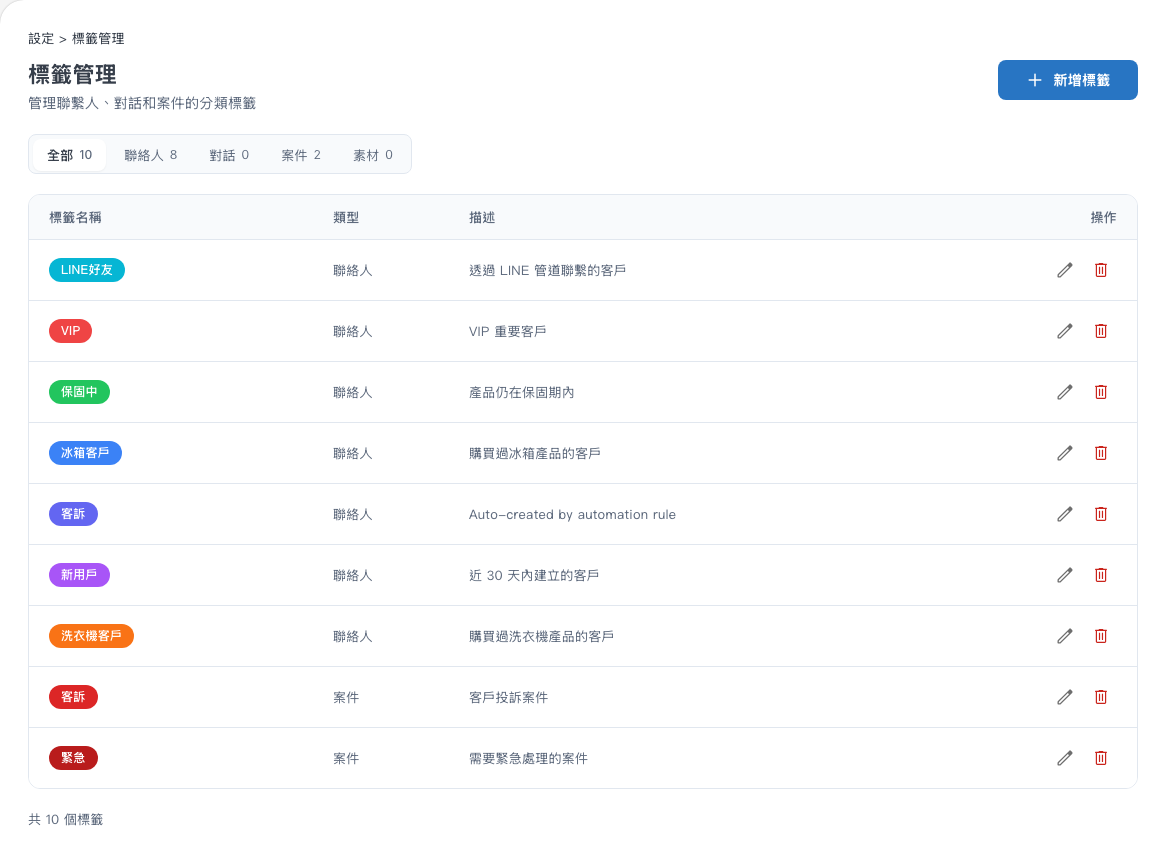 設定 > 標籤管理
標籤管理
管理聯繫人、對話和案件的分類標籤
新增標籤
全部 10 聯絡人 8 對話 0 案件 2 素材 0
標籤名稱 類型 描述 操作
LINE好友 聯絡人 透過 LINE 管道聯繫的客戶
VIP 聯絡人 VIP 重要客戶
保固中 聯絡人 產品仍在保固期內
冰箱客戶 聯絡人 購買過冰箱產品的客戶
客訴 聯絡人 Auto-created by automation rule
新用戶 聯絡人 近 30 天內建立的客戶
洗衣機客戶 聯絡人 購買過洗衣機產品的客戶
客訴 案件 客戶投訴案件
緊急 案件 需要緊急處理的案件
共 10 個標籤